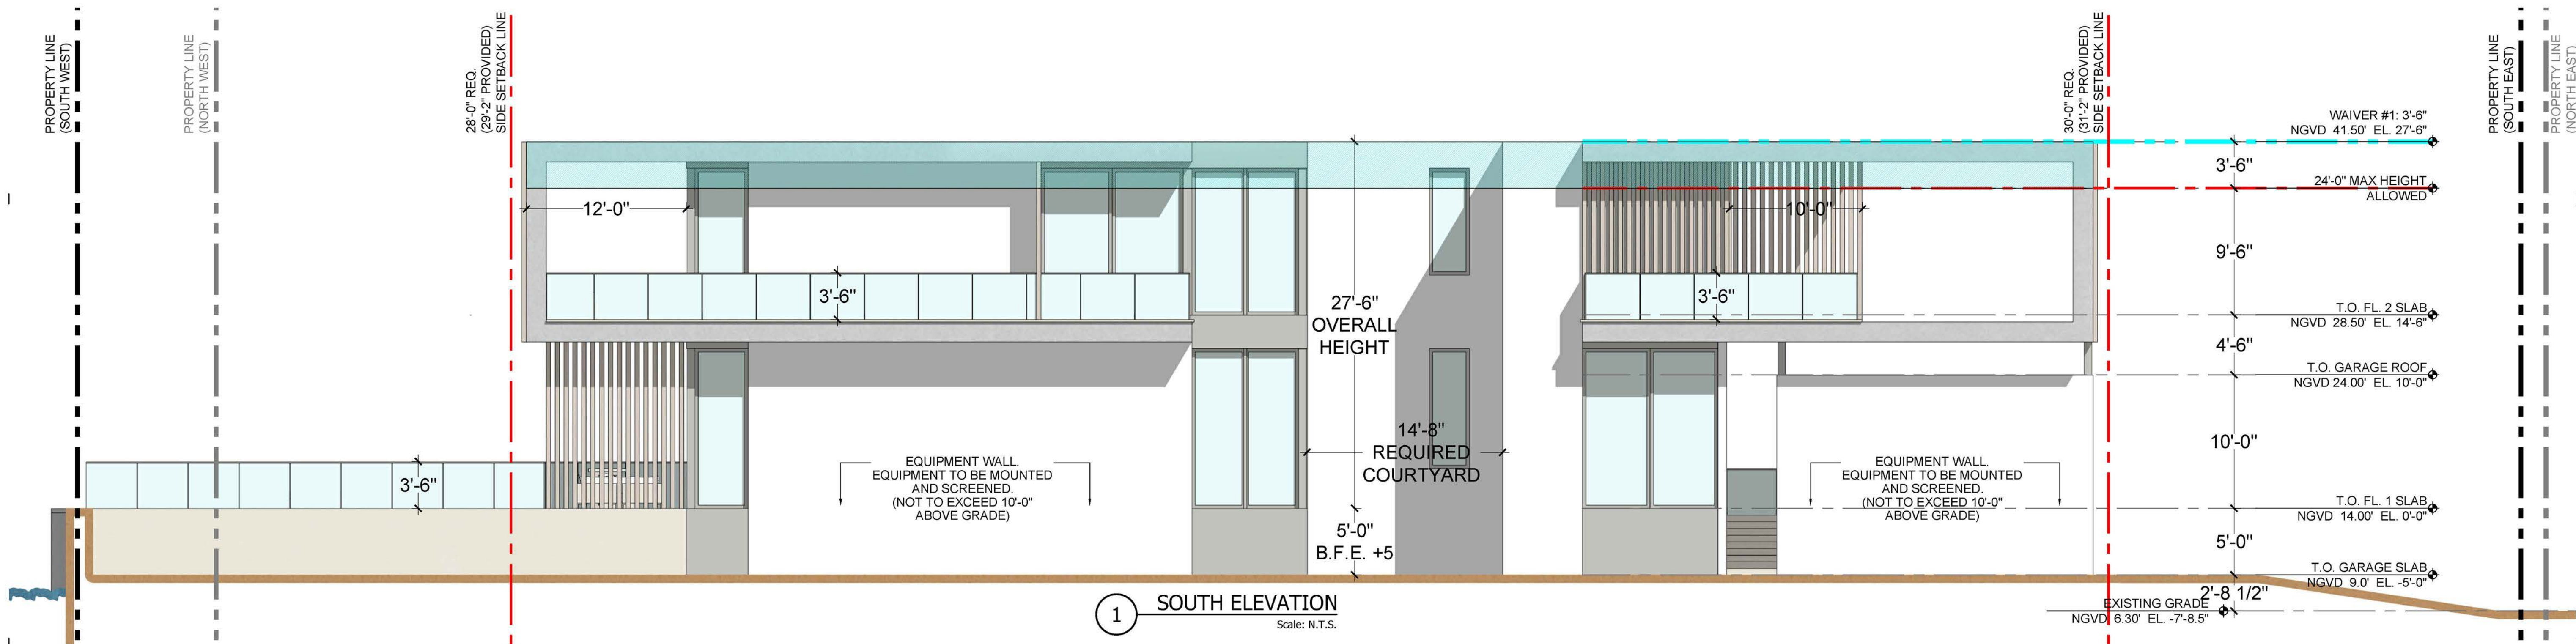 PROPERTY LINE
(SOUTH WEST)
PROPERTY LINE
(NORTH WEST)
28'-0" REQ.
(29'-2" PROVIDED)
SIDE SETBACK LINE
30'-0" REQ.
(31'-2" PROVIDED)
SIDE SETBACK LINE
PROPERTY LINE
(SOUTH EAST)
PROPERTY LINE
(NORTH EAST)
WAIVER #1: 3'-6"
NGVD 41.50' EL. 27'-6"
3'-6"
24'-0" MAX HEIGHT
ALLOWED
12'-0"
10'-0"
9'-6"
3'-6"
3'-6"
27'-6"
OVERALL
HEIGHT
T.O. FL. 2 SLAB
NGVD 28.50' EL. 14'-6"
4'-6"
T.O. GARAGE ROOF
NGVD 24.00' EL. 10'-0"
14'-8"
REQUIRED
COURTYARD
10'-0"
3'-6"
EQUIPMENT WALL.
EQUIPMENT TO BE MOUNTED
AND SCREENED.
(NOT TO EXCEED 10'-0"
ABOVE GRADE)
EQUIPMENT WALL.
EQUIPMENT TO BE MOUNTED
AND SCREENED.
(NOT TO EXCEED 10'-0"
ABOVE GRADE)
T.O. FL. 1 SLAB
NGVD 14.00' EL. 0'-0"
5'-0"
B.F.E. +5
5'-0"
T.O. GARAGE SLAB
NGVD 9.0' EL. -5'-0"
2'-8 1/2"
EXISTING GRADE
NGVD 6.30' EL. -7'-8.5"
1 SOUTH ELEVATION
Scale: N.T.S.